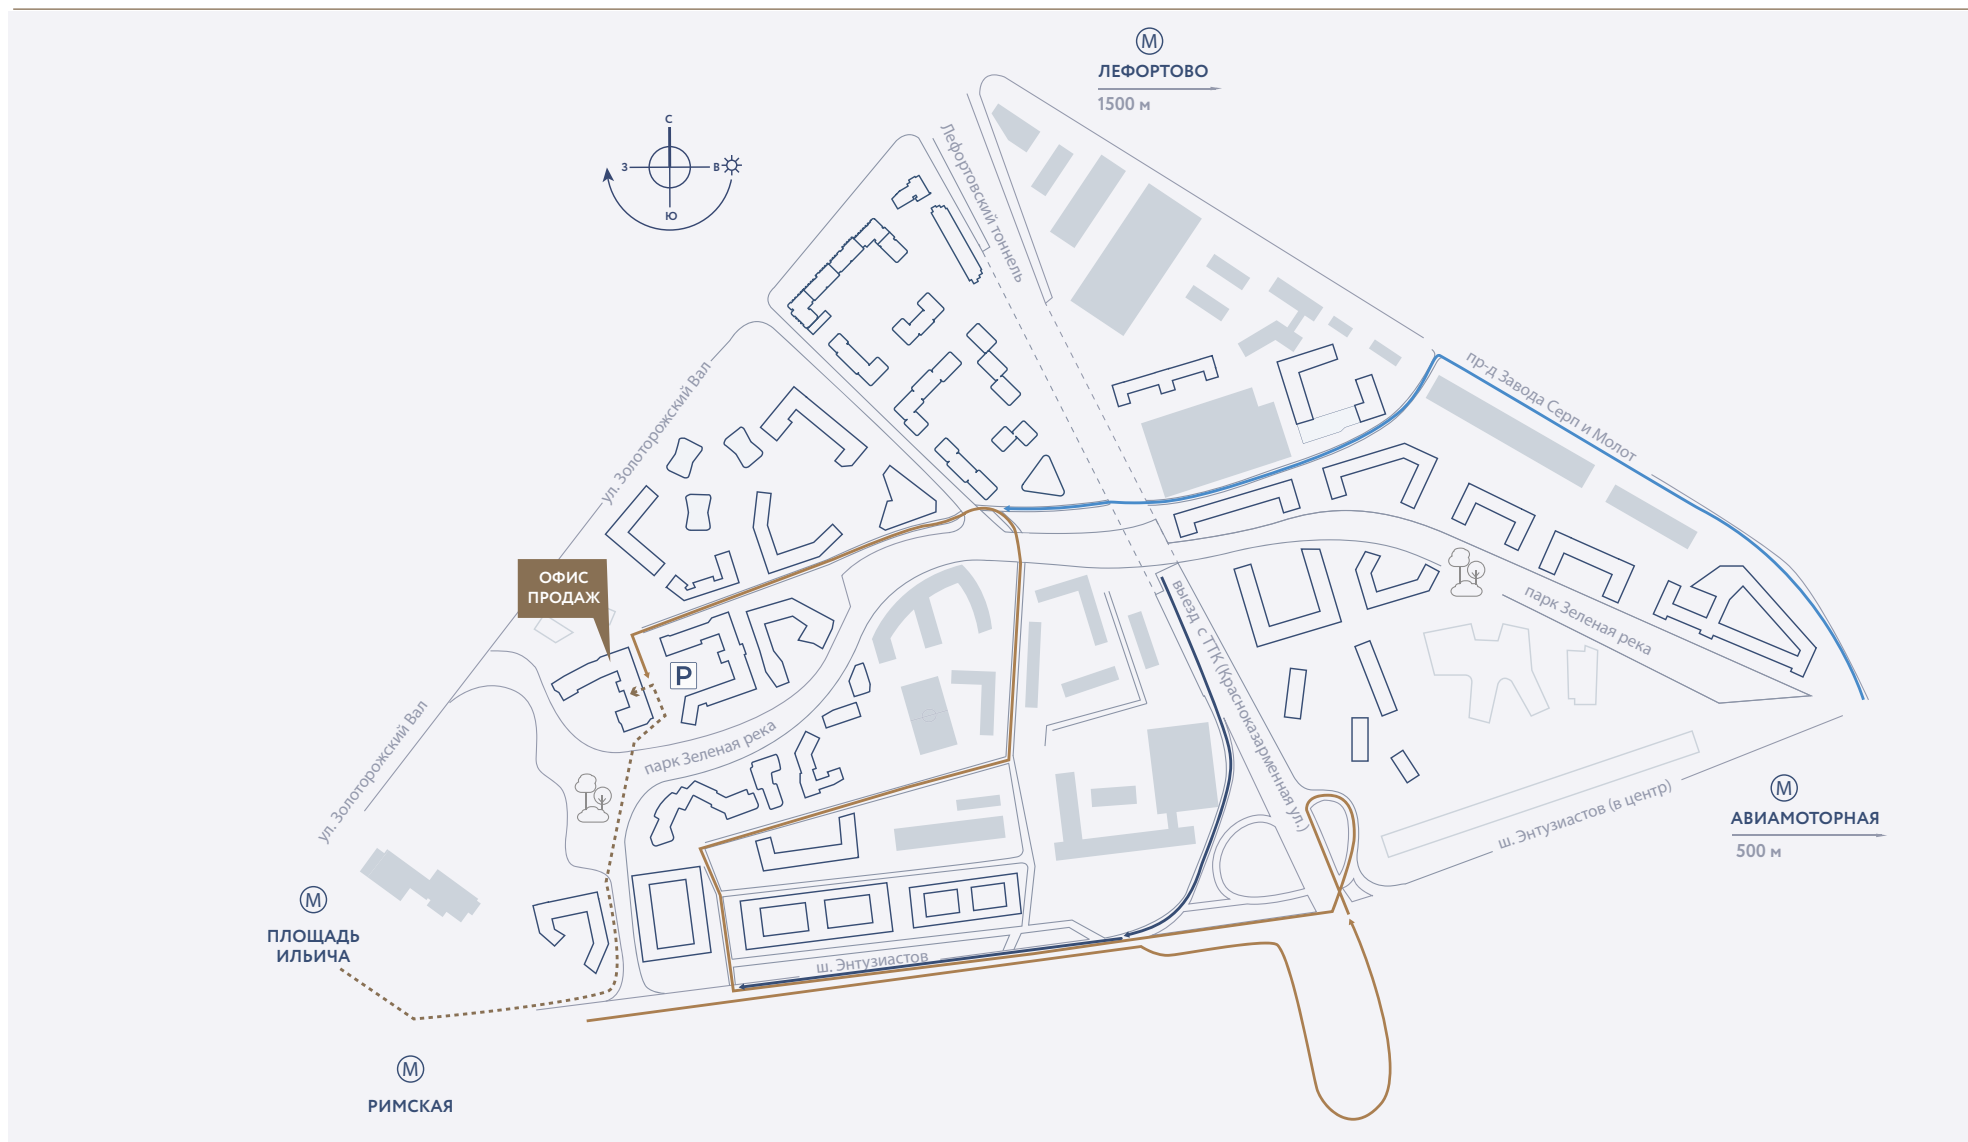 М
ЛЕФОРТОВО
1500 м
С
З
В
Ю
Лефортовский тоннель
ул. Золоторожский Вал
пр-д Завода Серп и Молот
ОФИС
ПРОДАЖ
P
выезд с ТТК (Красноказарменная ул.)
парк Зеленая река
парк Зеленая река
ул. Золоторожский Вал
М
АВИАМОТОРНАЯ
500 м
ш. Энтузиастов (в центр)
М
ПЛОЩАДЬ
ИЛЬИЧА
ш. Энтузиастов
М
РИМСКАЯ